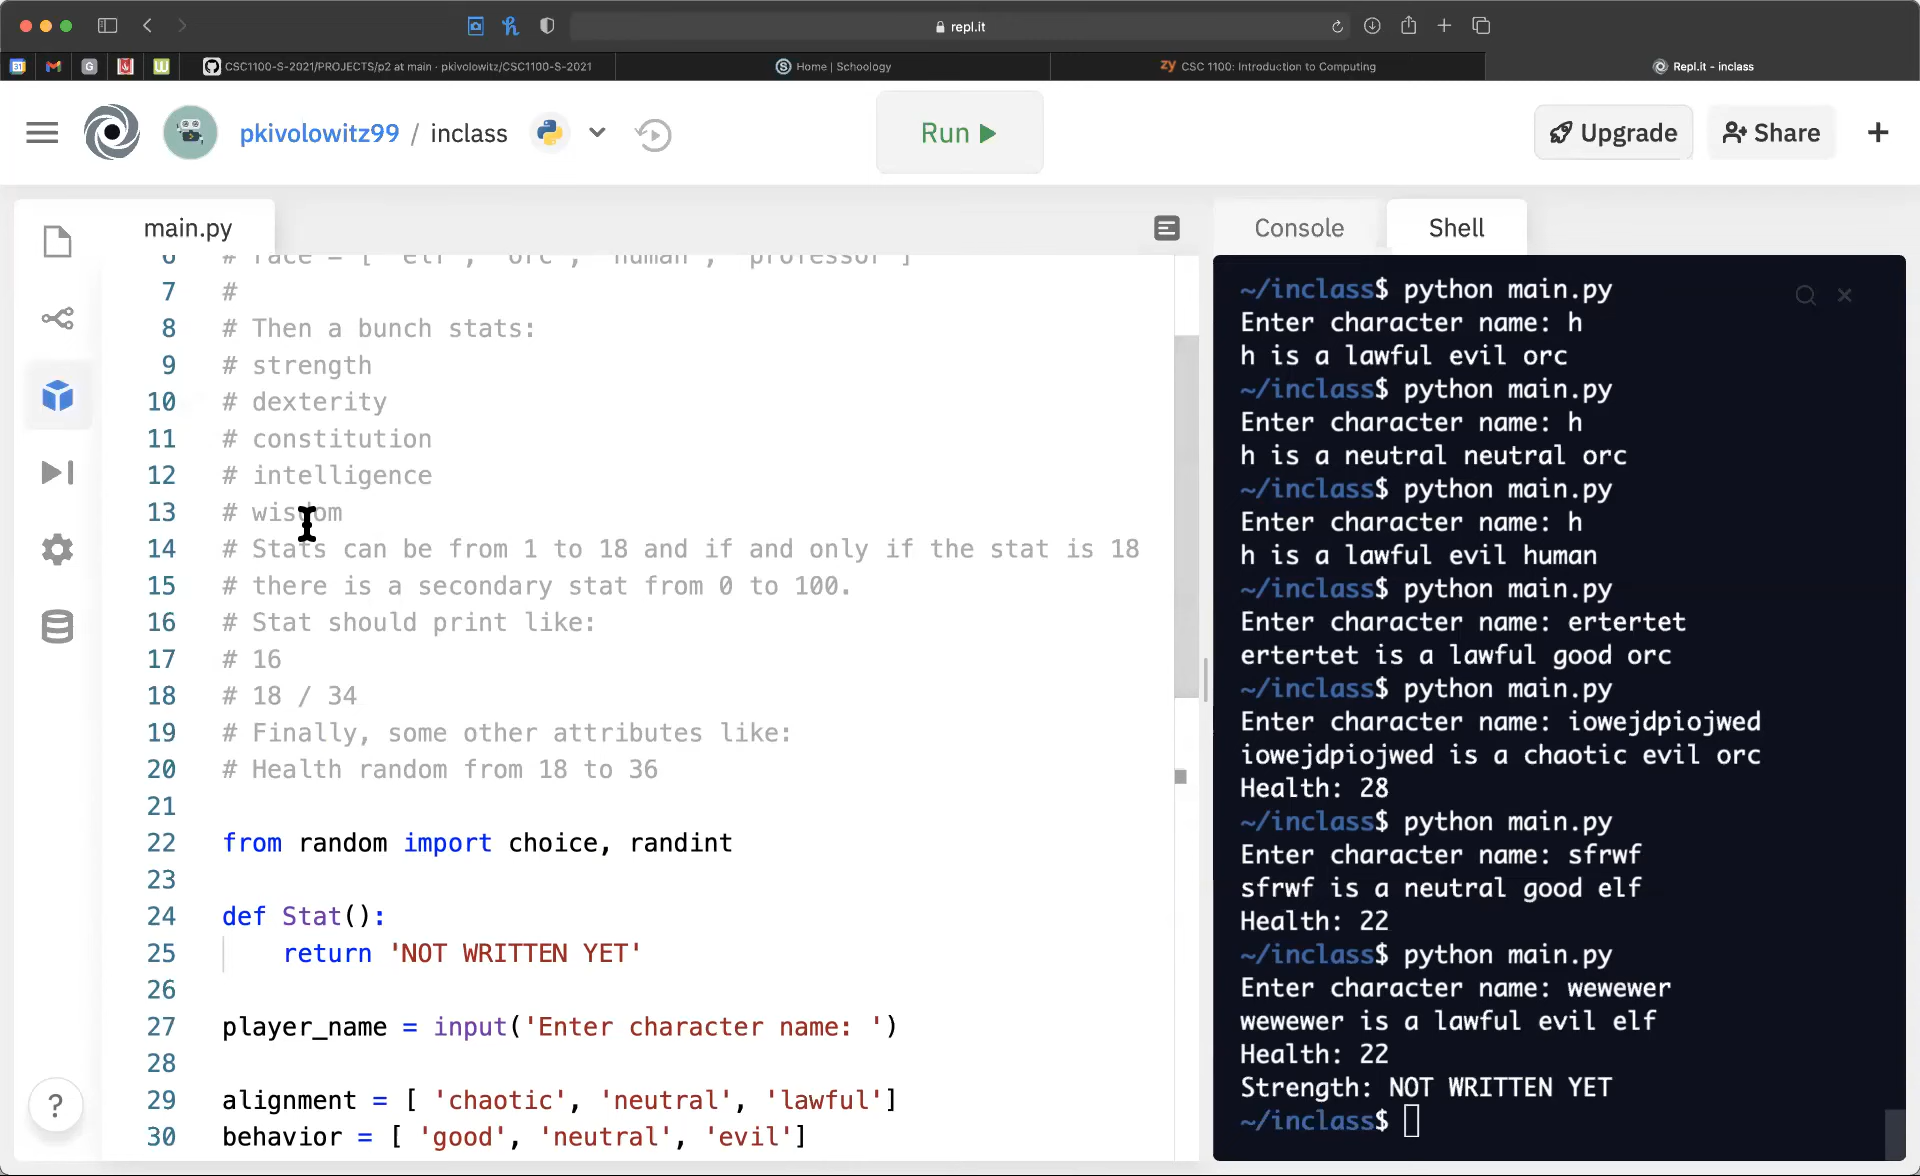 repl.it
31
G
W
CSC1100-S-2021/PROJECTS/p2 at main · pkivolowitz/CSC1100-S-2021
S Home | Schoology
zy CSC 1100: Introduction to Computing
Repl.it - inclass
pkivolowitz99 / inclass
Run
Upgrade
Share
main.py
Console
Shell
6 # race = [ 'elf', 'orc', 'human', 'professor' ]
7 #
8 # Then a bunch stats:
9 # strength
10 # dexterity
11 # constitution
12 # intelligence
13 # wisdom
14 # Stats can be from 1 to 18 and if and only if the stat is 18
15 # there is a secondary stat from 0 to 100.
16 # Stat should print like:
17 # 16
18 # 18 / 34
19 # Finally, some other attributes like:
20 # Health random from 18 to 36
21
22 from random import choice, randint
23
24 def Stat():
25 return 'NOT WRITTEN YET'
26
27 player_name = input('Enter character name: ')
28
29 alignment = [ 'chaotic', 'neutral', 'lawful']
30 behavior = [ 'good', 'neutral', 'evil']
?
~/inclass$ python main.py
Enter character name: h
h is a lawful evil orc
~/inclass$ python main.py
Enter character name: h
h is a neutral neutral orc
~/inclass$ python main.py
Enter character name: h
h is a lawful evil human
~/inclass$ python main.py
Enter character name: ertertet
ertertet is a lawful good orc
~/inclass$ python main.py
Enter character name: iowejdpiojwed
iowejdpiojwed is a chaotic evil orc
Health: 28
~/inclass$ python main.py
Enter character name: sfrwf
sfrwf is a neutral good elf
Health: 22
~/inclass$ python main.py
Enter character name: wewewer
wewewer is a lawful evil elf
Health: 22
Strength: NOT WRITTEN YET
~/inclass$